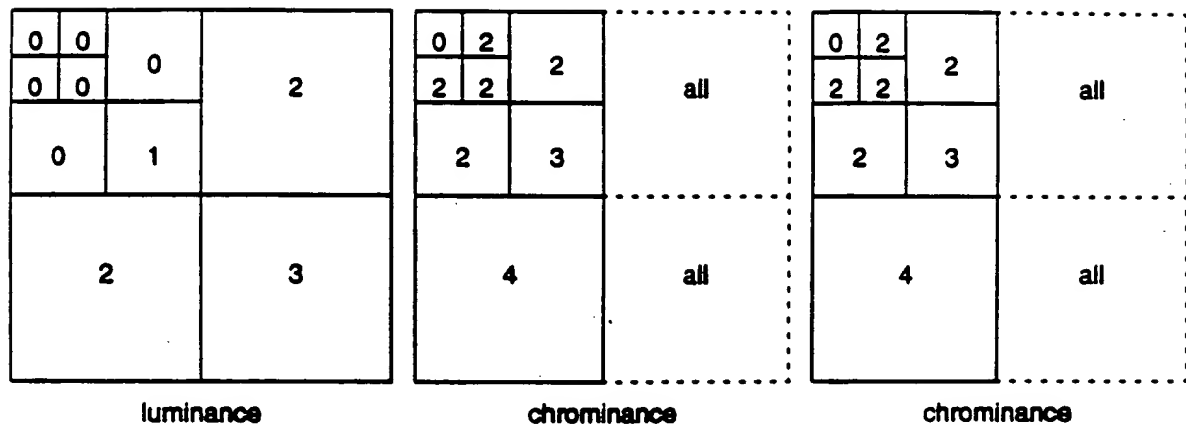 0 0 0 2 0 2 2 all 0 2 2 all
0 0 2 2 2 2
0 1 2 3 2 3
2 3 4 all 4 all
luminance chrominance chrominance